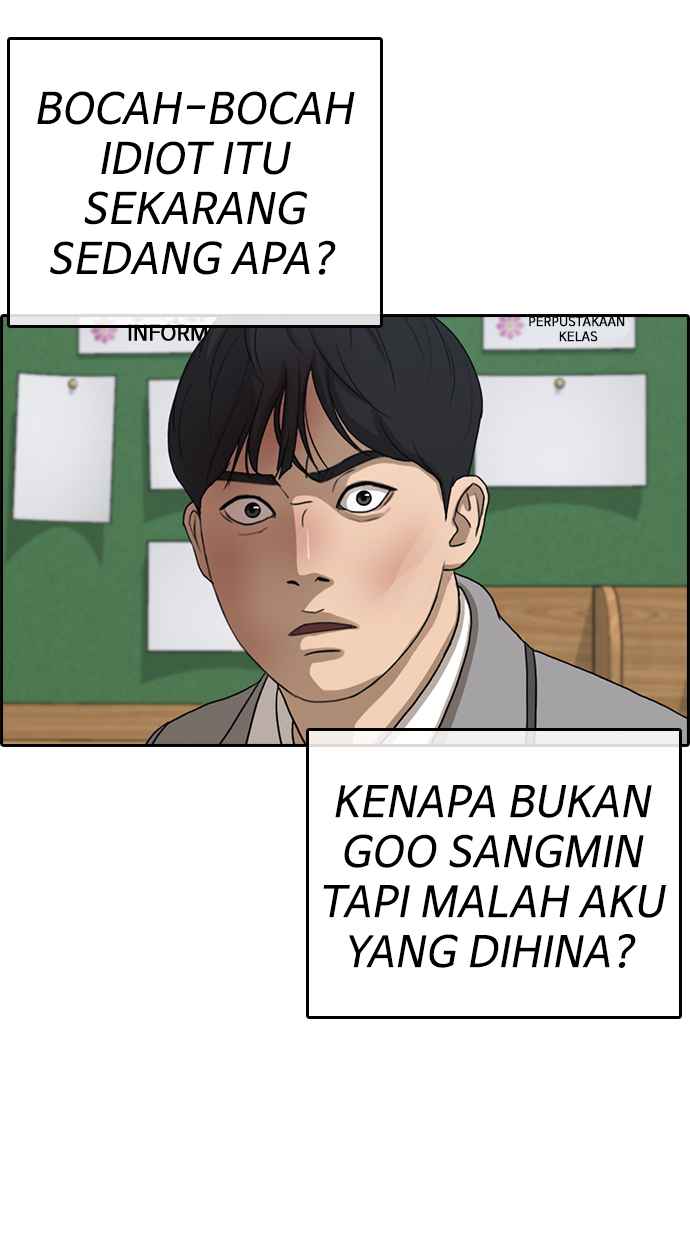 BOCAH-BOCAH
IDIOT ITU
SEKARANG
SEDANG APA?
INFORM
PERPUSTAKAAN
KELAS
KENAPA BUKAN
GOO SANGMIN
TAPI MALAH AKU
YANG DIHINA?